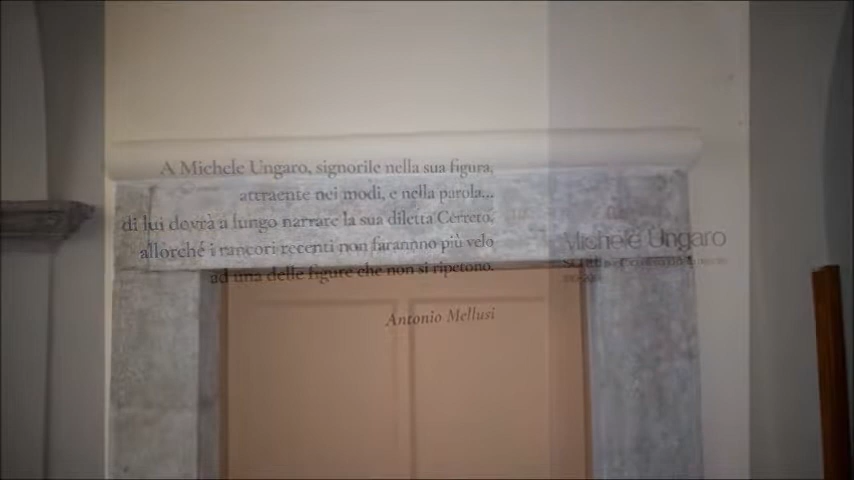 A Michele Ungaro, signorile nella sua figura,
attraente nei modi, e nella parola...
di lui dovrà a lungo narrare la sua diletta Cerreto,
allorché i rancori recenti non farannno più velo
ad una delle figure che non si ripetono.
Antonio Mellusi
Michele Ungaro